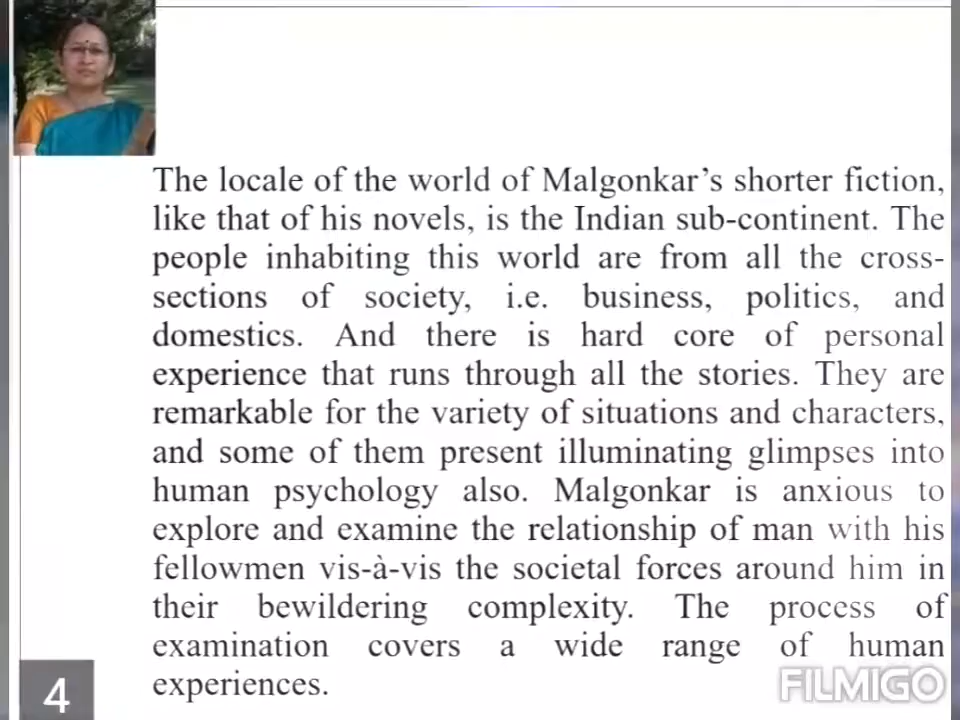 The locale of the world of Malgonkar’s shorter fiction,
like that of his novels, is the Indian sub-continent. The
people inhabiting this world are from all the cross-
sections of society, i.e. business, politics, and
domestics. And there is hard core of personal
experience that runs through all the stories. They are
remarkable for the variety of situations and characters,
and some of them present illuminating glimpses into
human psychology also. Malgonkar is anxious to
explore and examine the relationship of man with his
fellowmen vis-à-vis the societal forces around him in
their bewildering complexity. The process of
examination covers a wide range of human
experiences.
4
FILMIGO